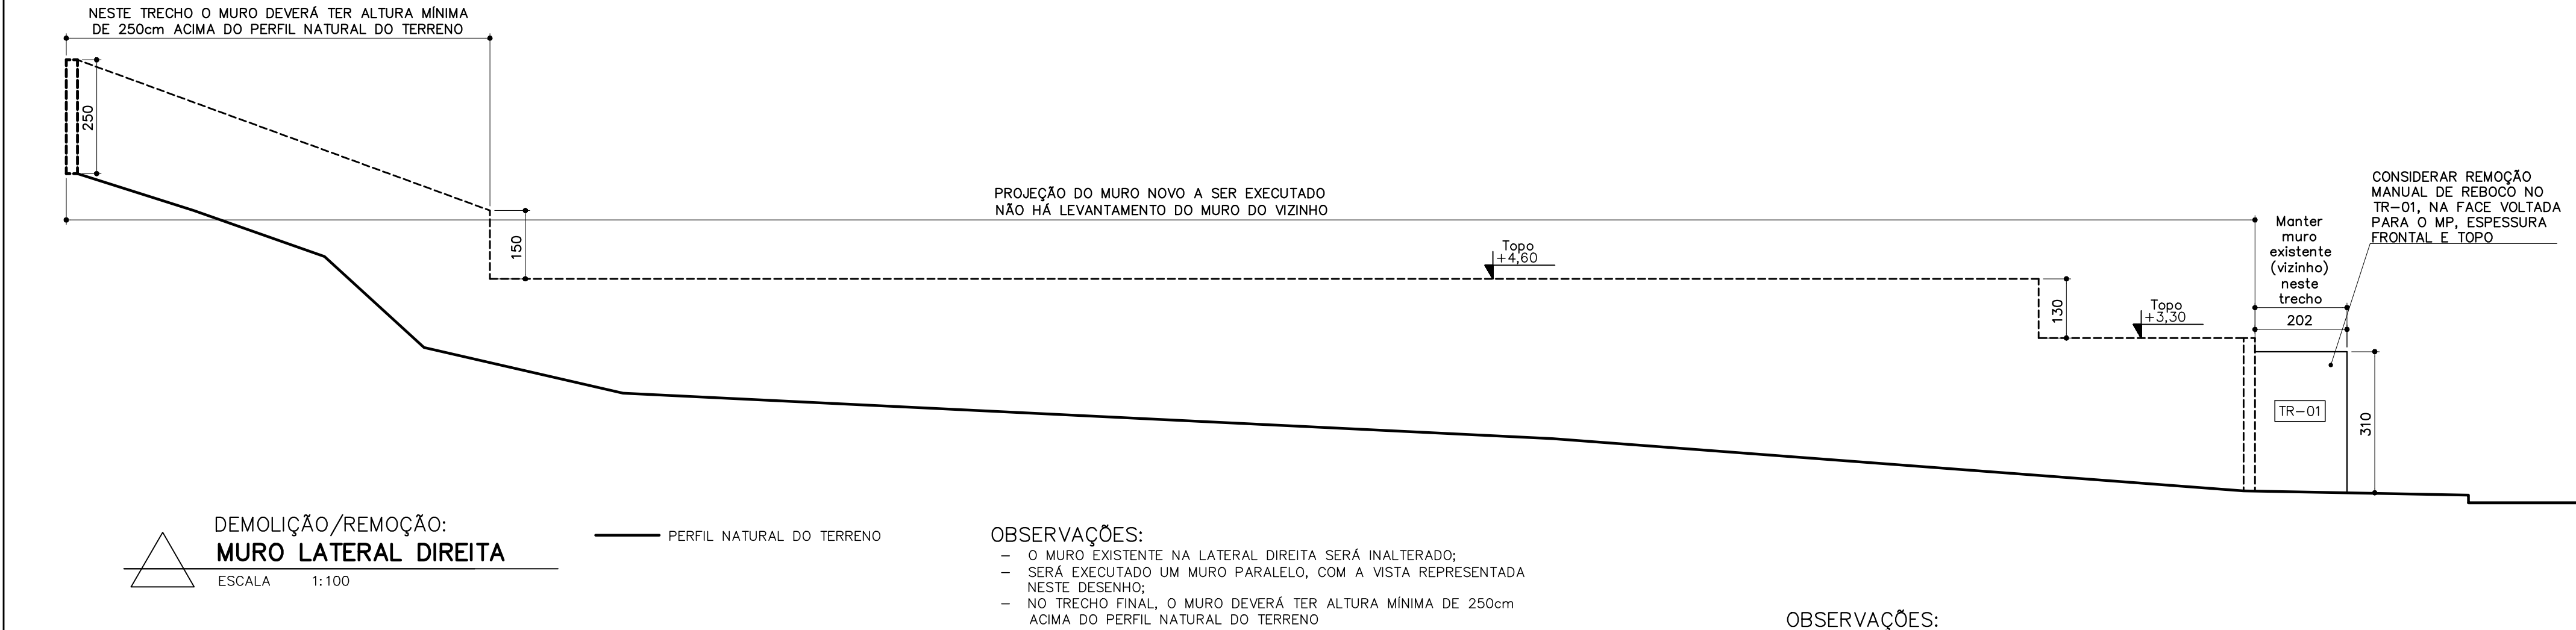 NESTE TRECHO O MURO DEVERÁ TER ALTURA MÍNIMA
DE 250cm ACIMA DO PERFIL NATURAL DO TERRENO
250
150
PROJEÇÃO DO MURO NOVO A SER EXECUTADO
NÃO HÁ LEVANTAMENTO DO MURO DO VIZINHO
Topo
+4,60
130
Topo
+3,30
Manter
muro
existente
(vizinho)
neste
trecho
202
CONSIDERAR REMOÇÃO
MANUAL DE REBOCO NO
TR-01, NA FACE VOLTADA
PARA O MP, ESPESSURA
FRONTAL E TOPO
TR-01
310
DEMOLIÇÃO/REMOÇÃO:
MURO LATERAL DIREITA
ESCALA 1:100
PERFIL NATURAL DO TERRENO
OBSERVAÇÕES:
- O MURO EXISTENTE NA LATERAL DIREITA SERÁ INALTERADO;
- SERÁ EXECUTADO UM MURO PARALELO, COM A VISTA REPRESENTADA
NESTE DESENHO;
- NO TRECHO FINAL, O MURO DEVERÁ TER ALTURA MÍNIMA DE 250cm
ACIMA DO PERFIL NATURAL DO TERRENO
OBSERVAÇÕES: